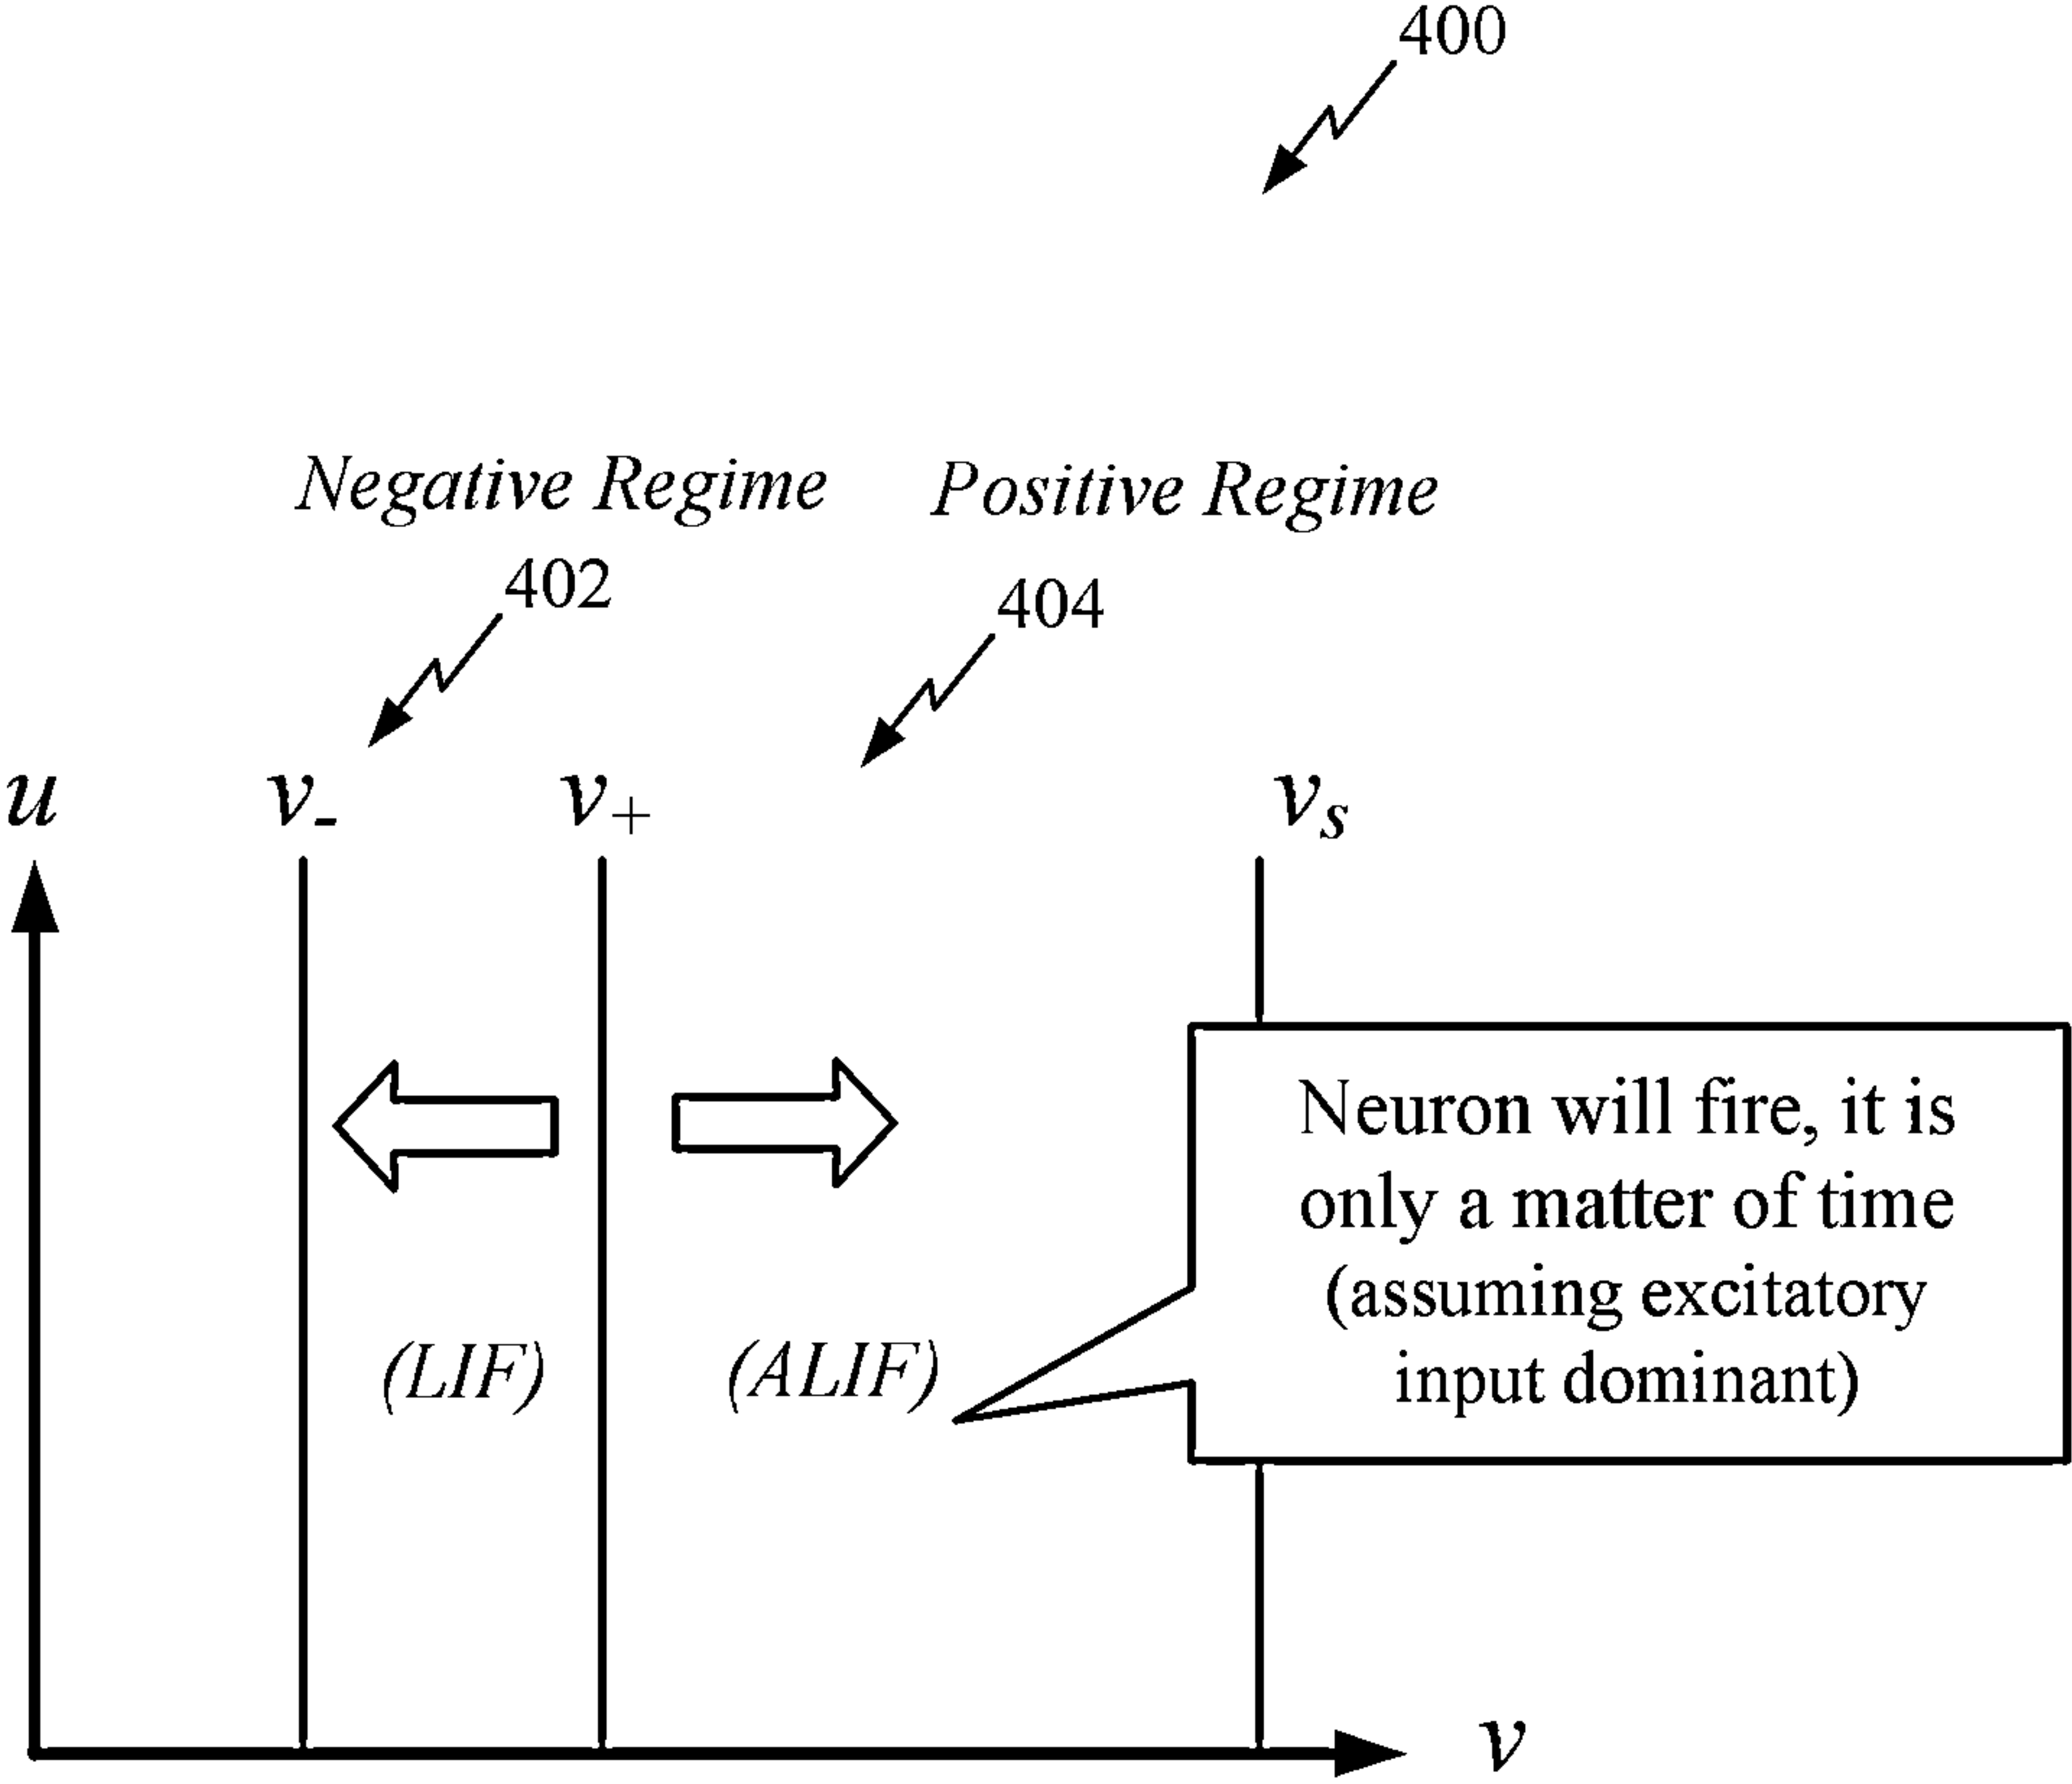 400
Negative Regime Positive Regime
402
404
u v- v+ vs
Neuron will fire, it is
only a matter of time
(assuming excitatory
input dominant)
(LIF) (ALIF)
v